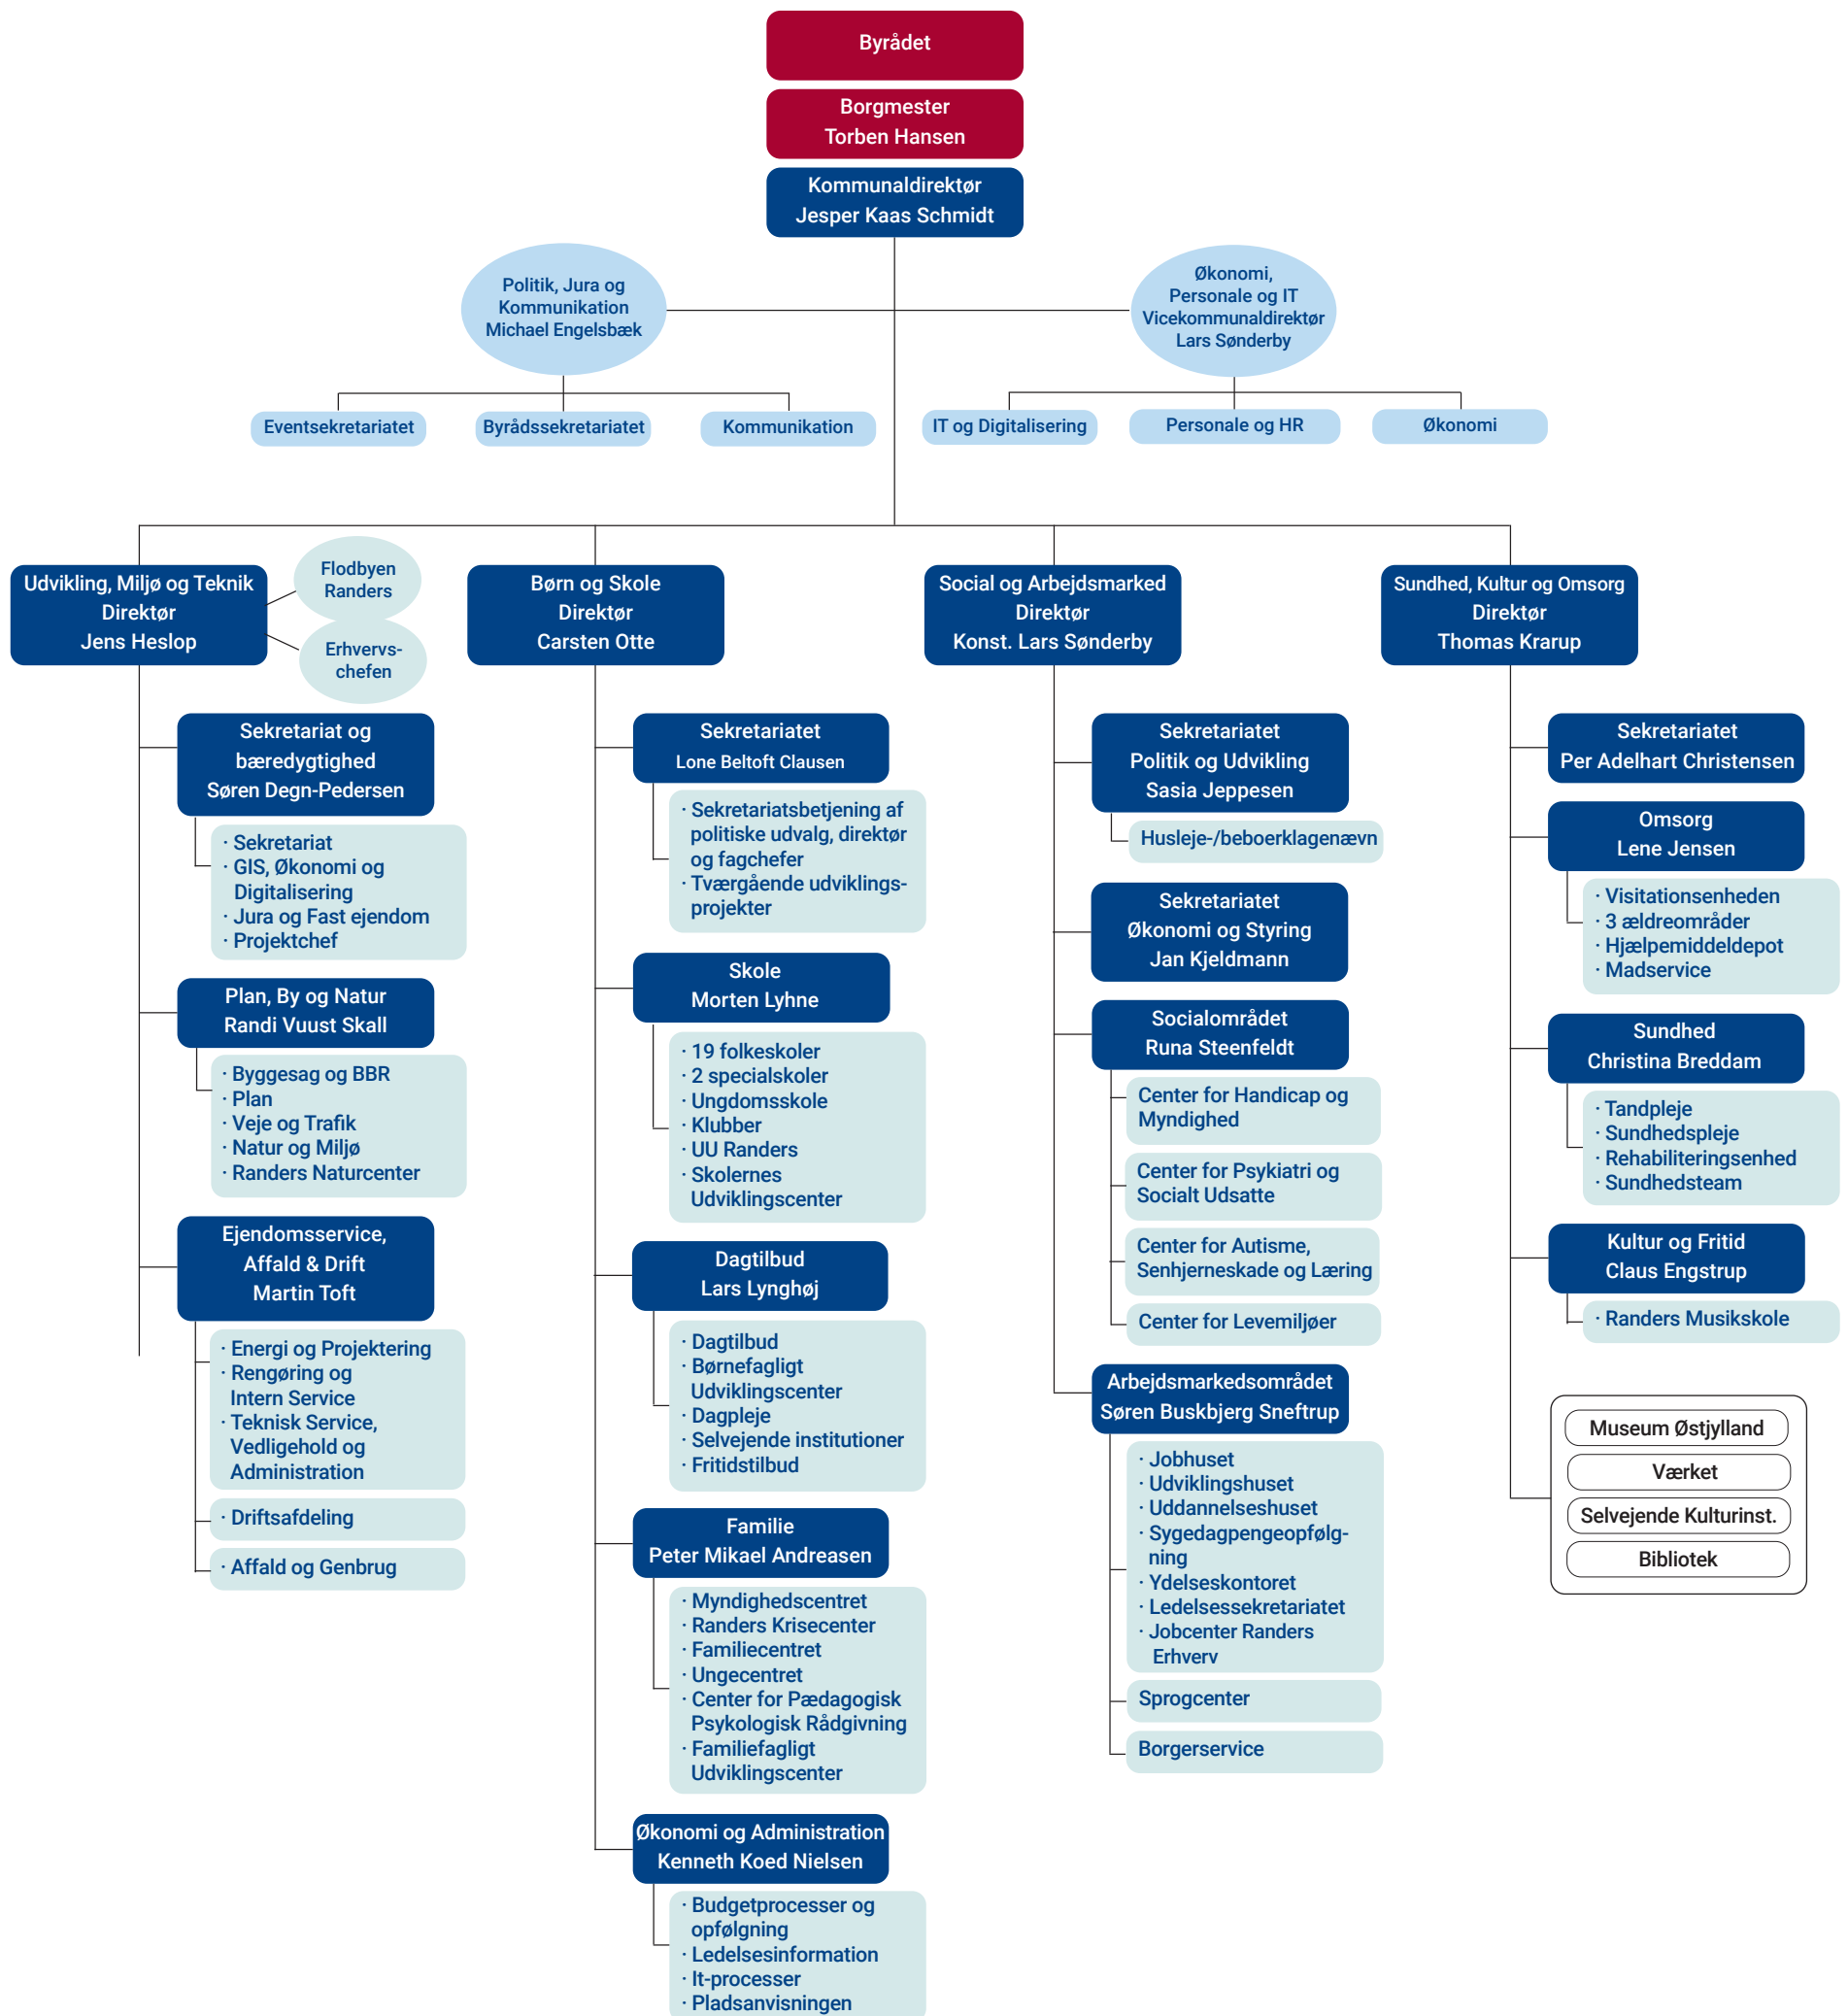 Byrådet
Borgmester
Torben Hansen
Kommunaldirektør
Jesper Kaas Schmidt
Politik, Jura og
Kommunikation
Michael Engelsbæk
Økonomi,
Personale og IT
Vicekommunaldirektør
Lars Sønderby
Eventsekretariatet
Byrådssekretariatet
Kommunikation
IT og Digitalisering
Personale og HR
Økonomi
Udvikling, Miljø og Teknik
Direktør
Jens Heslop
Flodbyen
Randers
Erhvervs-
chefen
Sekretariat og
bæredygtighed
Søren Degn-Pedersen
· Sekretariat
· GIS, Økonomi og
Digitalisering
· Jura og Fast ejendom
· Projektchef
Plan, By og Natur
Randi Vuust Skall
· Byggesag og BBR
· Plan
· Veje og Trafik
· Natur og Miljø
· Randers Naturcenter
Ejendomsservice,
Affald & Drift
Martin Toft
· Energi og Projektering
· Rengøring og
Intern Service
· Teknisk Service,
Vedligehold og
Administration
· Driftsafdeling
· Affald og Genbrug
Børn og Skole
Direktør
Carsten Otte
Sekretariatet
Lone Beltoft Clausen
· Sekretariatsbetjening af
politiske udvalg, direktør
og fagchefer
· Tværgående udviklings-
projekter
Skole
Morten Lyhne
· 19 folkeskoler
· 2 specialskoler
· Ungdomsskole
· Klubber
· UU Randers
· Skolernes
Udviklingscenter
Dagtilbud
Lars Lynghøj
· Dagtilbud
· Børnefagligt
Udviklingscenter
· Dagpleje
· Selvejende institutioner
· Fritidstilbud
Familie
Peter Mikael Andreasen
· Myndighedscentret
· Randers Krisecenter
· Familiecentret
· Ungecentret
· Center for Pædagogisk
Psykologisk Rådgivning
· Familiefagligt
Udviklingscenter
Økonomi og Administration
Kenneth Koed Nielsen
· Budgetprocesser og
opfølgning
· Ledelsesinformation
· It-processer
· Pladsanvisningen
Social og Arbejdsmarked
Direktør
Konst. Lars Sønderby
Sekretariatet
Politik og Udvikling
Sasia Jeppesen
Husleje-/beboerklagenævn
Sekretariatet
Økonomi og Styring
Jan Kjeldmann
Socialområdet
Runa Steenfeldt
Center for Handicap og
Myndighed
Center for Psykiatri og
Socialt Udsatte
Center for Autisme,
Senhjerneskade og Læring
Center for Levemiljøer
Arbejdsmarkedsområdet
Søren Buskbjerg Sneftrup
· Jobhuset
· Udviklingshuset
· Uddannelseshuset
· Sygedagpengeopfølg-
ning
· Ydelseskontoret
· Ledelsessekretariatet
· Jobcenter Randers
Erhverv
Sprogcenter
Borgerservice
Sundhed, Kultur og Omsorg
Direktør
Thomas Krarup
Sekretariatet
Per Adelhart Christensen
Omsorg
Lene Jensen
· Visitationsenheden
· 3 ældreområder
· Hjælpemiddeldepot
· Madservice
Sundhed
Christina Breddam
· Tandpleje
· Sundhedspleje
· Rehabiliteringsenhed
· Sundhedsteam
Kultur og Fritid
Claus Engstrup
· Randers Musikskole
Museum Østjylland
Værket
Selvejende Kulturinst.
Bibliotek